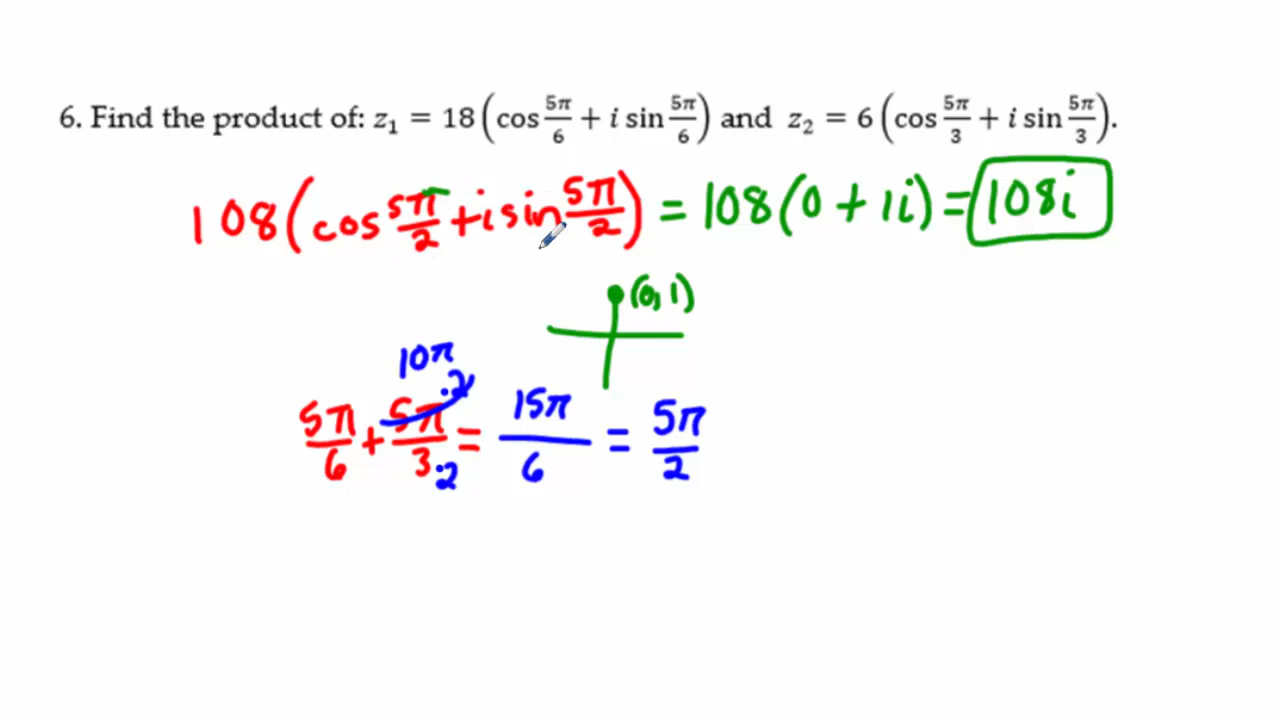 6. Find the product of: z₁ = 18(cos 5π/6 + i sin 5π/6) and z₂ = 6(cos 5π/3 + i sin 5π/3).
108(cos 5π/2 + i sin 5π/2) = 108(0 + 1i) = 108i
(0, 1)
10π
5π/6 + 5π·2/3·2 = 15π/6 = 5π/2